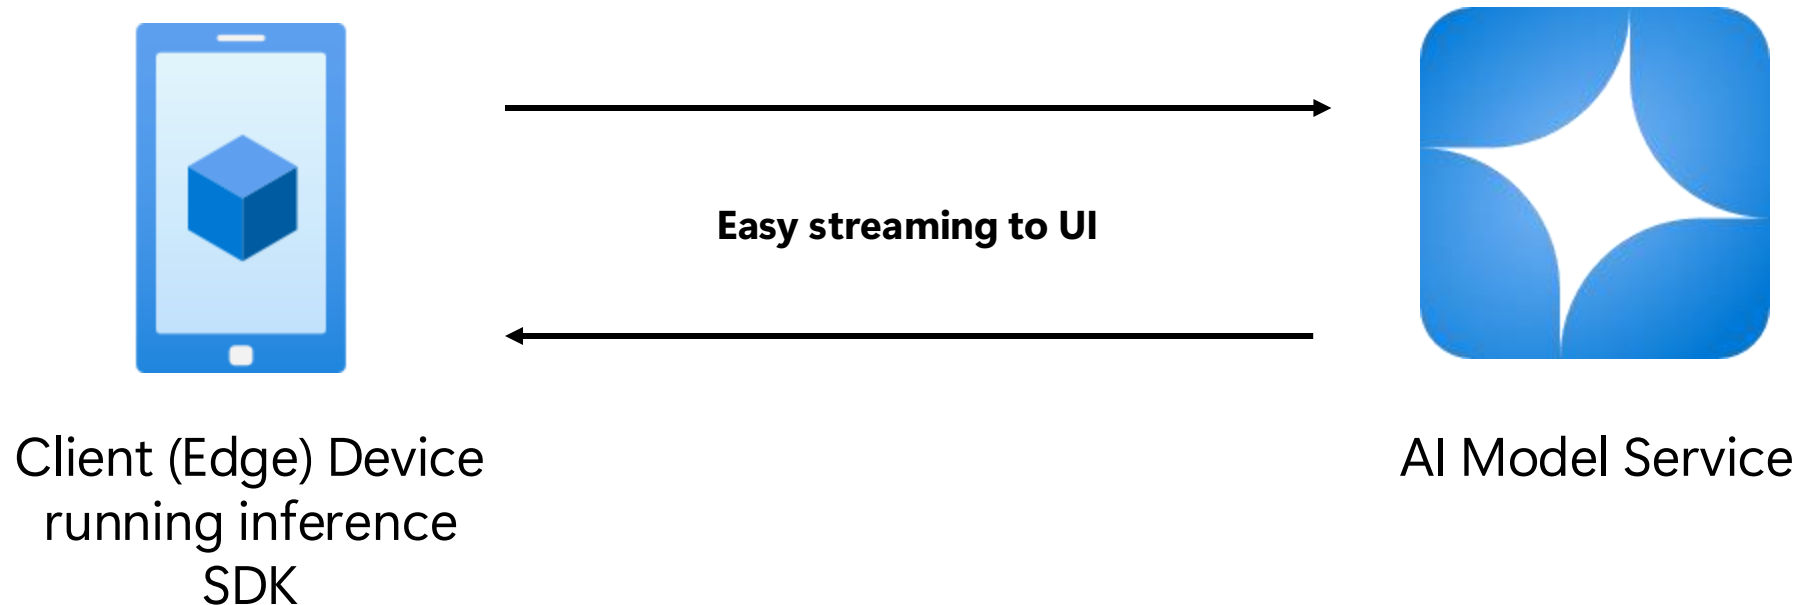 Easy streaming to UI
Client (Edge) Device
running inference
SDK
AI Model Service